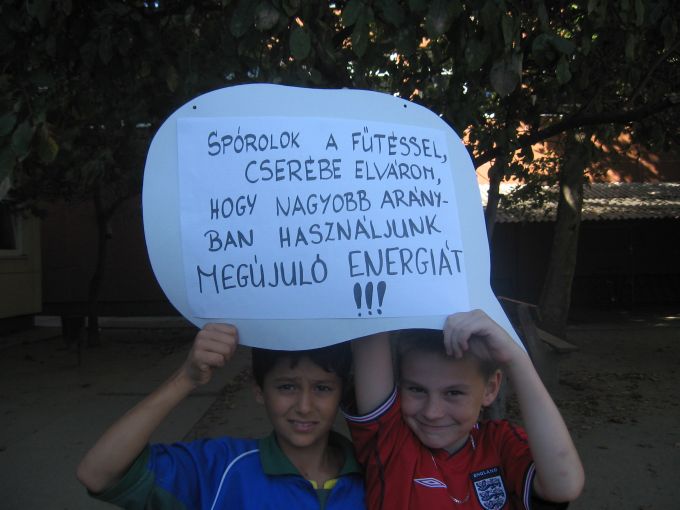 SPÓROLOK A FŰTÉSSEL,
CSERÉBE ELVÁROM,
HOGY NAGYOBB ARÁNY-
BAN HASZNÁLJUNK
MEGÚJULÓ ENERGIÁT
!!!
ENGLAND